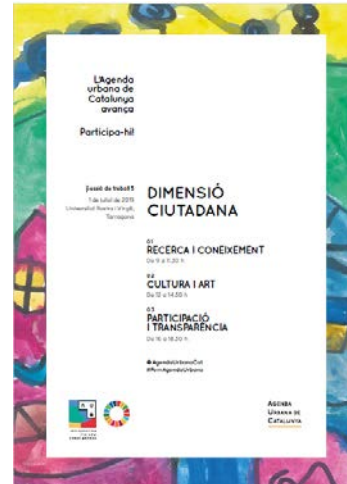 L'Agenda
urbana de
Catalunya
avança
Participa-hi!
Sessió de treball 5
1 de juliol de 2019
Universitat Rovira i Virgili,
Tarragona
DIMENSIÓ
CIUTADANA
01
RECERCA I CONEIXEMENT
De 9 a 11.30 h
02
CULTURA I ART
De 12 a 14.30 h
03
PARTICIPACIÓ
I TRANSPARÈNCIA
De 16 a 18.30 h
@AgendaUrbanaCat
#FemAgendaUrbana
AGENDA
URBANA DE
CATALUNYA